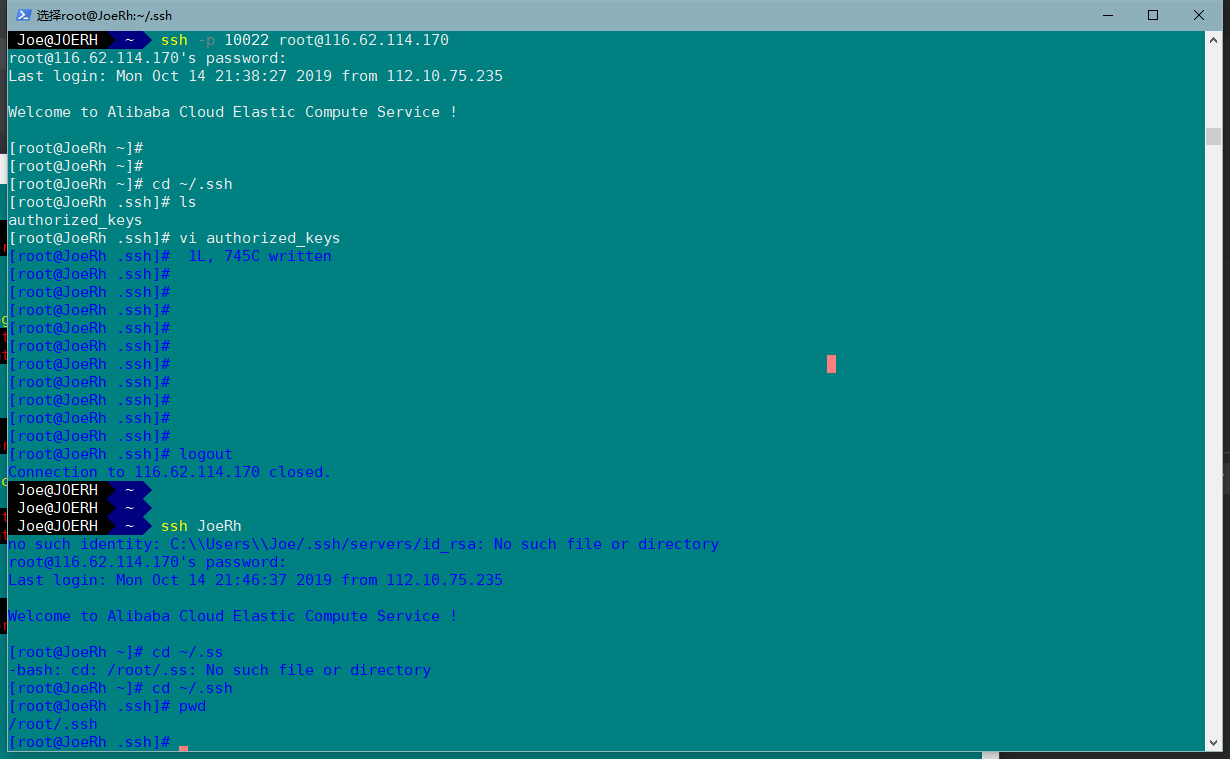 选择root@JoeRh:~/.ssh
Joe@JOERH ~ ssh -p 10022 root@116.62.114.170
root@116.62.114.170's password:
Last login: Mon Oct 14 21:38:27 2019 from 112.10.75.235
Welcome to Alibaba Cloud Elastic Compute Service !
[root@JoeRh ~]#
[root@JoeRh ~]#
[root@JoeRh ~]# cd ~/.ssh
[root@JoeRh .ssh]# ls
authorized_keys
[root@JoeRh .ssh]# vi authorized_keys
[root@JoeRh .ssh]#  1L, 745C written
[root@JoeRh .ssh]#
[root@JoeRh .ssh]#
[root@JoeRh .ssh]#
[root@JoeRh .ssh]#
[root@JoeRh .ssh]#
[root@JoeRh .ssh]#
[root@JoeRh .ssh]#
[root@JoeRh .ssh]#
[root@JoeRh .ssh]#
[root@JoeRh .ssh]#
[root@JoeRh .ssh]# logout
Connection to 116.62.114.170 closed.
Joe@JOERH ~
Joe@JOERH ~
Joe@JOERH ~ ssh JoeRh
no such identity: C:\\Users\\Joe/.ssh/servers/id_rsa: No such file or directory
root@116.62.114.170's password:
Last login: Mon Oct 14 21:46:37 2019 from 112.10.75.235
Welcome to Alibaba Cloud Elastic Compute Service !
[root@JoeRh ~]# cd ~/.ss
-bash: cd: /root/.ss: No such file or directory
[root@JoeRh ~]# cd ~/.ssh
[root@JoeRh .ssh]# pwd
/root/.ssh
[root@JoeRh .ssh]#